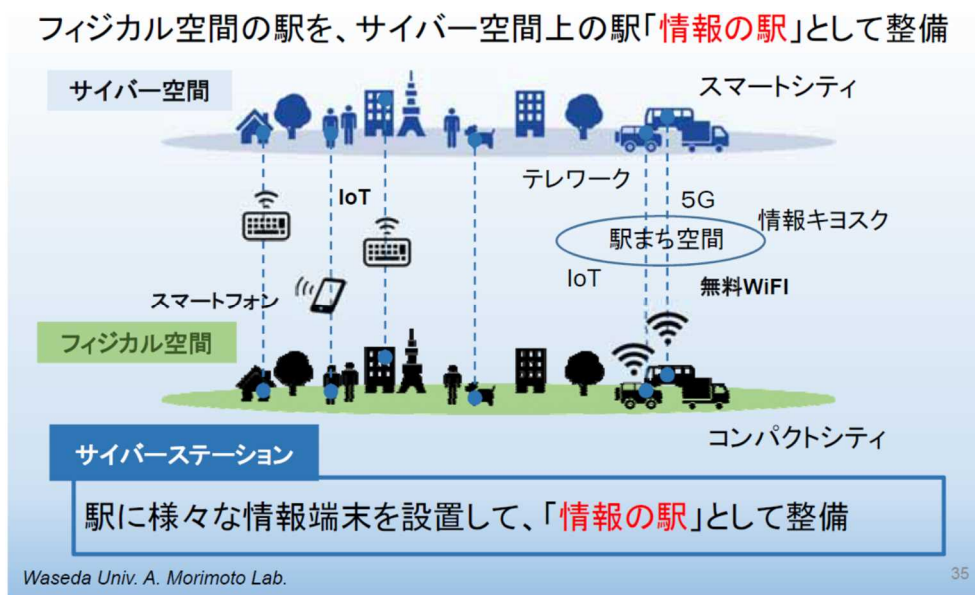 フィジカル空間の駅を、サイバー空間上の駅「情報の駅」として整備
サイバー空間
スマートシティ
テレワーク
IoT
5G
情報キヨスク
駅まち空間
IoT
無料WiFI
スマートフォン
フィジカル空間
コンパクトシティ
サイバーステーション
駅に様々な情報端末を設置して、「情報の駅」として整備
Waseda Univ. A. Morimoto Lab.
35